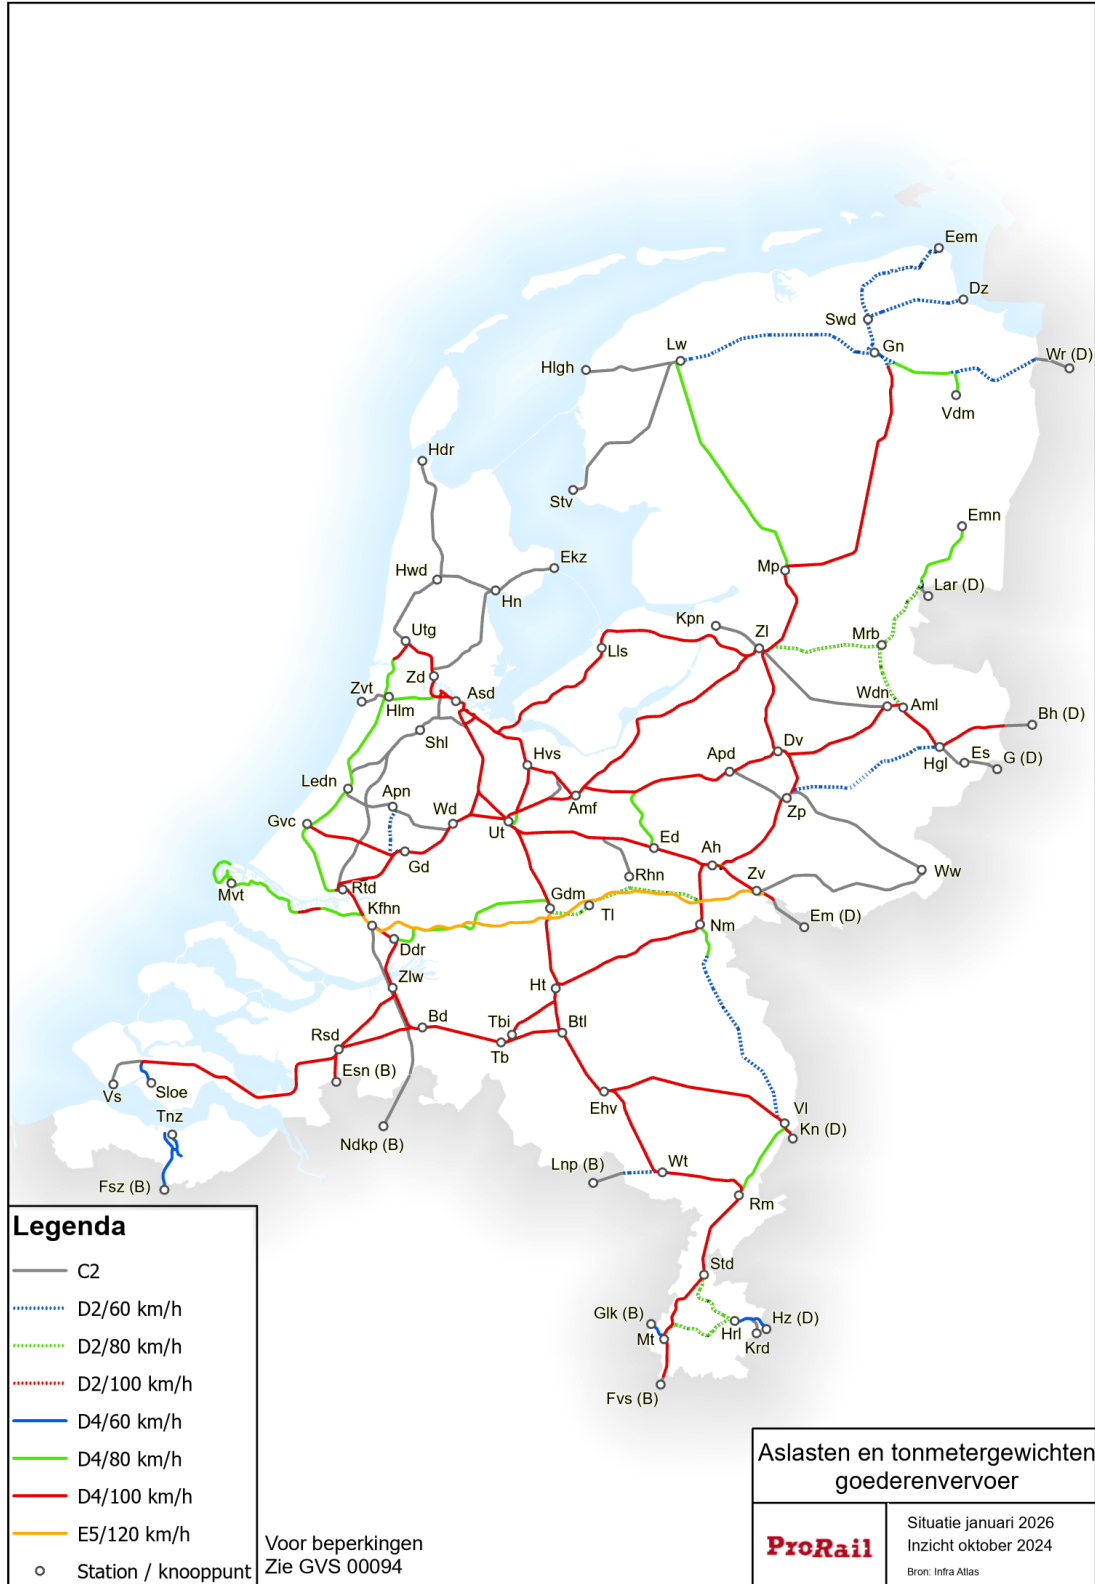 Eem
Dz
Swd
Gn
Lw
Hlgh
Wr (D)
Vdm
Hdr
Stv
Emn
Ekz
Mp
Hwd
Hn
Lar (D)
Kpn
Utg
Zl
Mrb
Lls
Zd
Zvt
Asd
Hlm
Wdn
Aml
Bh (D)
Shl
Hvs
Apd
Dv
Hgl
Es
G (D)
Ledn
Apn
Amf
Zp
Gvc
Wd
Ut
Gd
Ed
Ah
Rhn
Zv
Ww
Mvt
Rtd
Gdm
Tl
Kfhn
Em (D)
Nm
Ddr
Zlw
Ht
Bd
Tbi
Btl
Rsd
Tb
Esn (B)
Vs
Sloe
Ehv
Tnz
Vl
Kn (D)
Ndkp (B)
Lnp (B)
Wt
Fsz (B)
Rm
Std
Glk (B)
Hz (D)
Mt
Hrl
Krd
Fvs (B)
Legenda
C2
D2/60 km/h
D2/80 km/h
D2/100 km/h
D4/60 km/h
D4/80 km/h
D4/100 km/h
E5/120 km/h
Station / knooppunt
Voor beperkingen
Zie GVS 00094
Aslasten en tonmetergewichten
goederenvervoer
ProRail
Situatie januari 2026
Inzicht oktober 2024
Bron: Infra Atlas